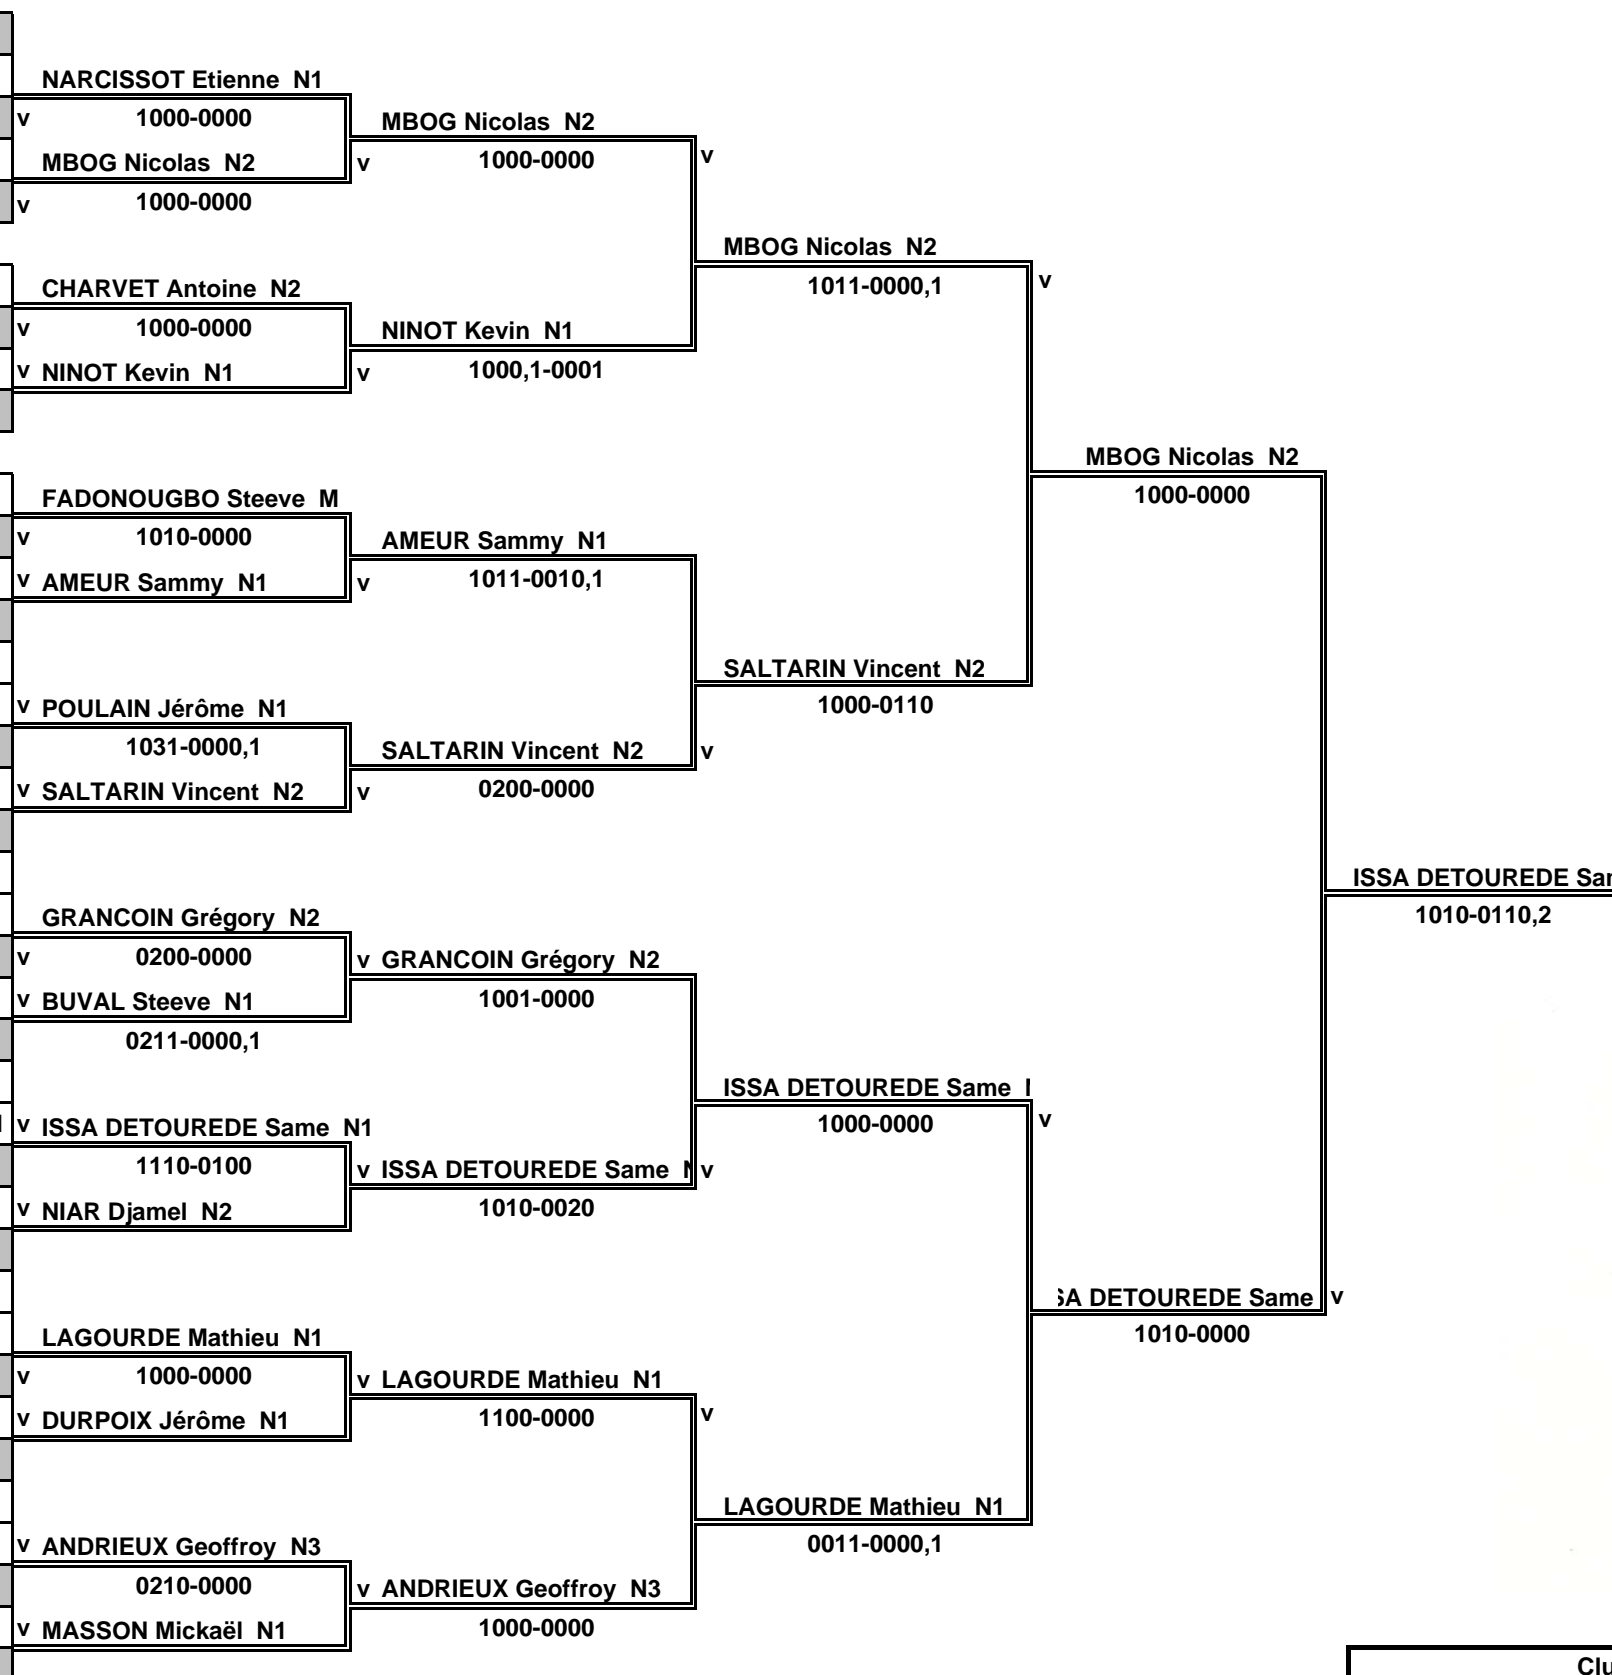 NARCISSOT Etienne N1
v 1000-0000
MBOG Nicolas N2
v 1000-0000
CHARVET Antoine N2
v 1000-0000
v NINOT Kevin N1
FADONOUGBO Steeve M
v 1010-0000
v AMEUR Sammy N1
v POULAIN Jérôme N1
1031-0000,1
v SALTARIN Vincent N2
GRANCOIN Grégory N2
v 0200-0000
v BUVAL Steeve N1
0211-0000,1
v ISSA DETOUREDE Same N1
1110-0100
v NIAR Djamel N2
LAGOURDE Mathieu N1
v 1000-0000
v DURPOIX Jérôme N1
v ANDRIEUX Geoffroy N3
0210-0000
v MASSON Mickaël N1
MBOG Nicolas N2
v 1000-0000
NINOT Kevin N1
v 1000,1-0001
AMEUR Sammy N1
v 1011-0010,1
SALTARIN Vincent N2
v 0200-0000
v GRANCOIN Grégory N2
1001-0000
v ISSA DETOUREDE Same
1010-0020
v LAGOURDE Mathieu N1
1100-0000
v ANDRIEUX Geoffroy N3
1000-0000
v
MBOG Nicolas N2
1011-0000,1
SALTARIN Vincent N2
1000-0110
v
ISSA DETOUREDE Same
1000-0000
v
v
LAGOURDE Mathieu N1
0011-0000,1
v
MBOG Nicolas N2
1000-0000
v
SA DETOUREDE Same
1010-0000
v
ISSA DETOUREDE Sam
1010-0110,2
Clu